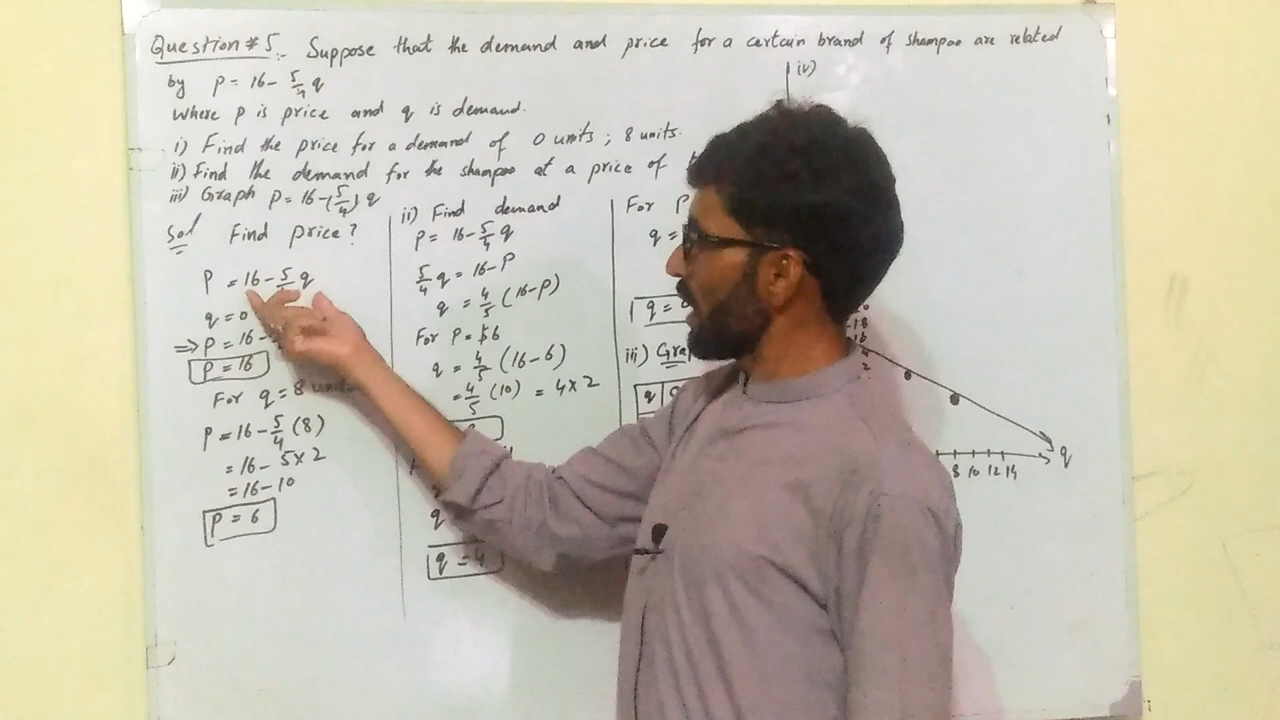 Question # 5:- Suppose that the demand and price for a certain brand of shampoo are related
by P = 16 - 5/4 q
where P is price and q is demand.
i) Find the price for a demand of 0 units ; 8 units.
ii) Find the demand for the shampoo at a price of
iii) Graph P = 16 - (5/4) q
Sol Find price?
P = 16 - 5/4 q
q = 0
=> P = 16 -
P = 16
For q = 8 units
P = 16 - 5/4 (8)
= 16 - 5 x 2
= 16 - 10
P = 6
ii) Find demand
P = 16 - 5/4 q
5/4 q = 16 - P
q = 4/5 (16 - P)
For P = 6
q = 4/5 (16 - 6)
= 4/5 (10) = 4 x 2
q
q = 4
For P
q =
q =
iii) Gra
q 0
iv)
18
16
8 10 12 14
q